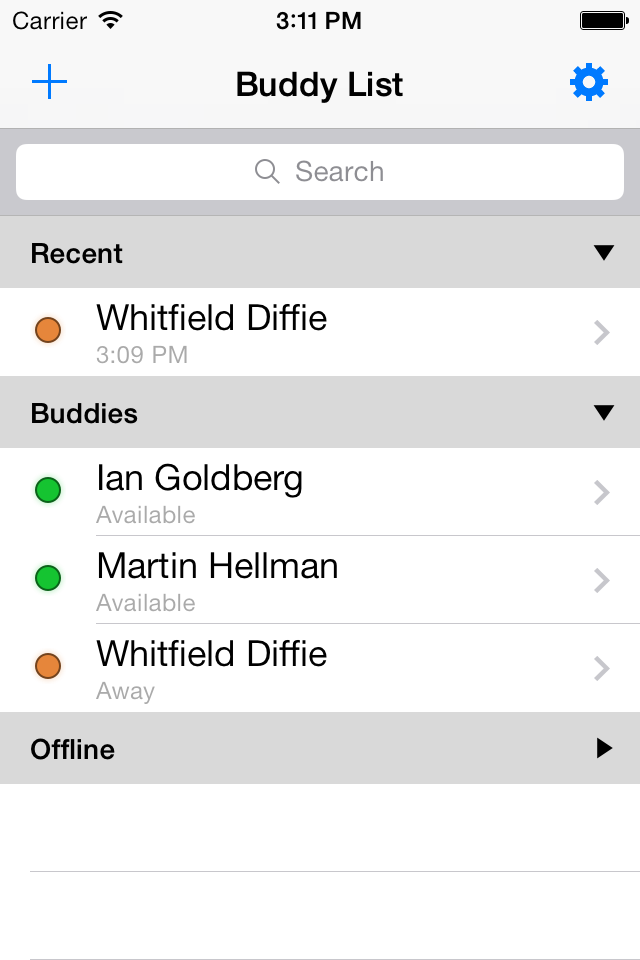 Carrier 3:11 PM
Buddy List
Search
Recent
Whitfield Diffie
3:09 PM
Buddies
Ian Goldberg
Available
Martin Hellman
Available
Whitfield Diffie
Away
Offline